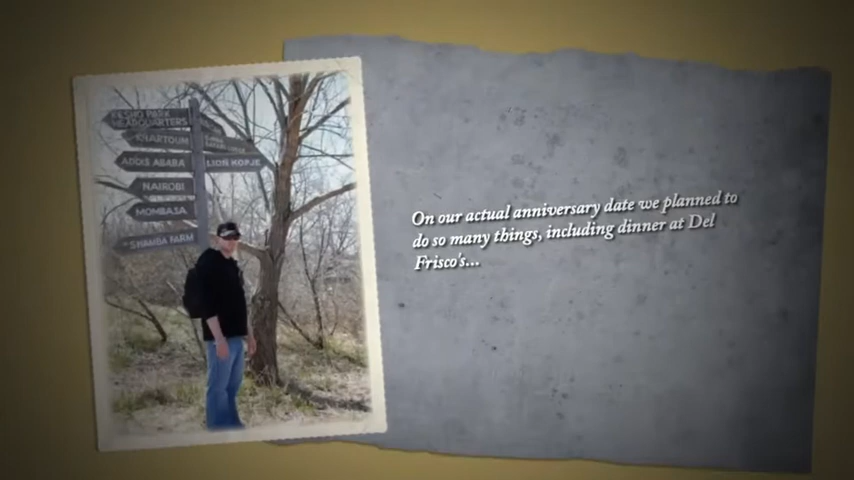 KESHO PARK
HEADQUARTERS
KHARTOUM
ADDIS ABABA
LION KOPJE
NAIROBI
MOMBASA
SHAMBA FARM
On our actual anniversary date we planned to
do so many things, including dinner at Del
Frisco's...